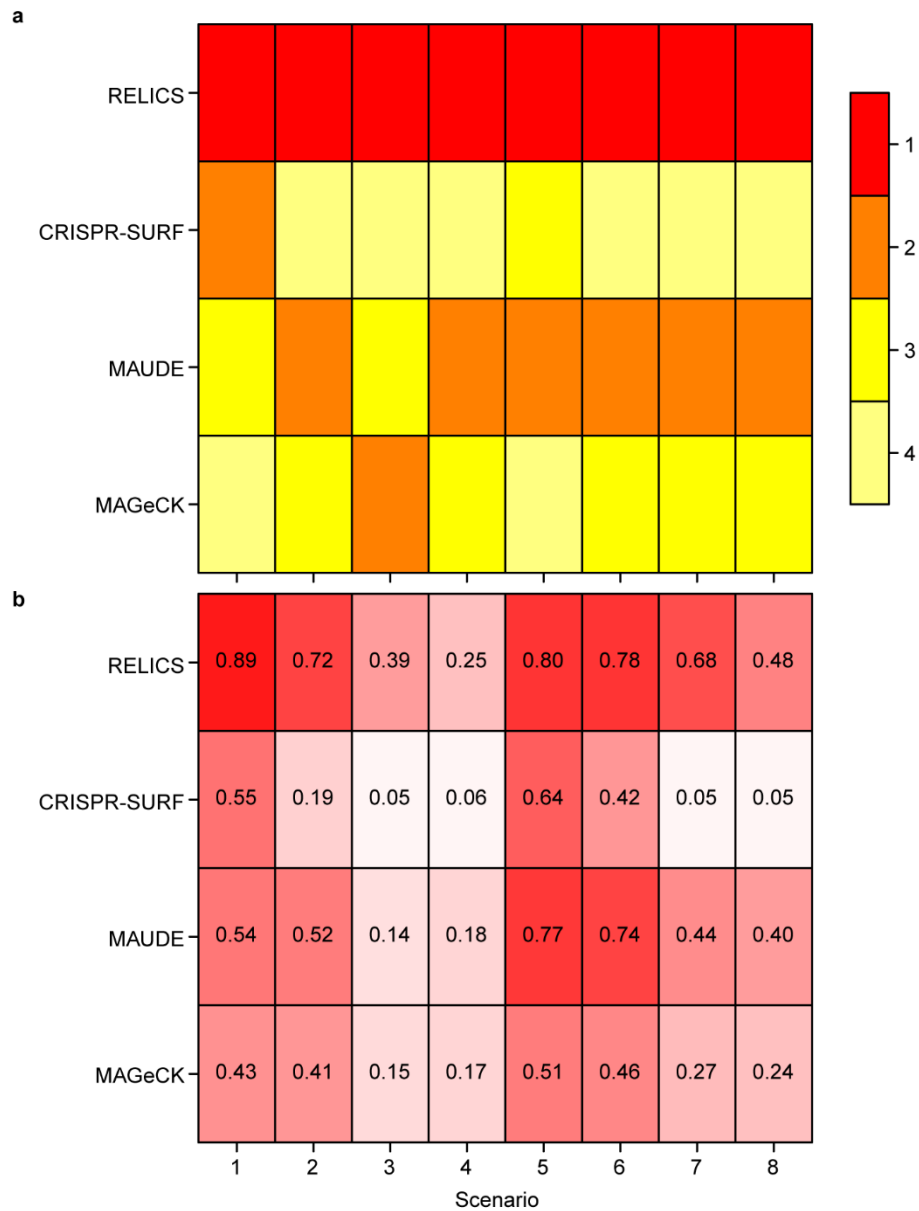 a
RELICS
CRISPR-SURF
MAUDE
MAGeCK
1
2
3
4
b
RELICS 0.89 0.72 0.39 0.25 0.80 0.78 0.68 0.48
CRISPR-SURF 0.55 0.19 0.05 0.06 0.64 0.42 0.05 0.05
MAUDE 0.54 0.52 0.14 0.18 0.77 0.74 0.44 0.40
MAGeCK 0.43 0.41 0.15 0.17 0.51 0.46 0.27 0.24
1 2 3 4 5 6 7 8
Scenario